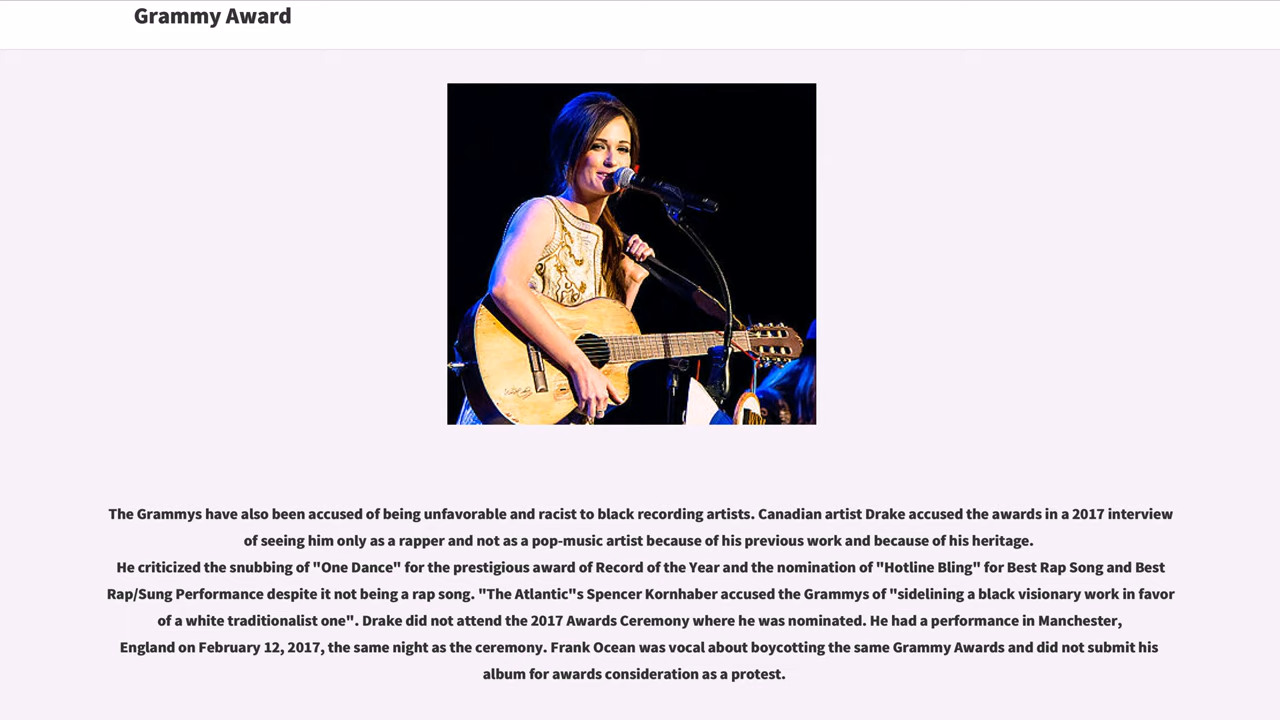 Grammy Award
The Grammys have also been accused of being unfavorable and racist to black recording artists. Canadian artist Drake accused the awards in a 2017 interview
of seeing him only as a rapper and not as a pop-music artist because of his previous work and because of his heritage.
He criticized the snubbing of "One Dance" for the prestigious award of Record of the Year and the nomination of "Hotline Bling" for Best Rap Song and Best
Rap/Sung Performance despite it not being a rap song. "The Atlantic"s Spencer Kornhaber accused the Grammys of "sidelining a black visionary work in favor
of a white traditionalist one". Drake did not attend the 2017 Awards Ceremony where he was nominated. He had a performance in Manchester,
England on February 12, 2017, the same night as the ceremony. Frank Ocean was vocal about boycotting the same Grammy Awards and did not submit his
album for awards consideration as a protest.